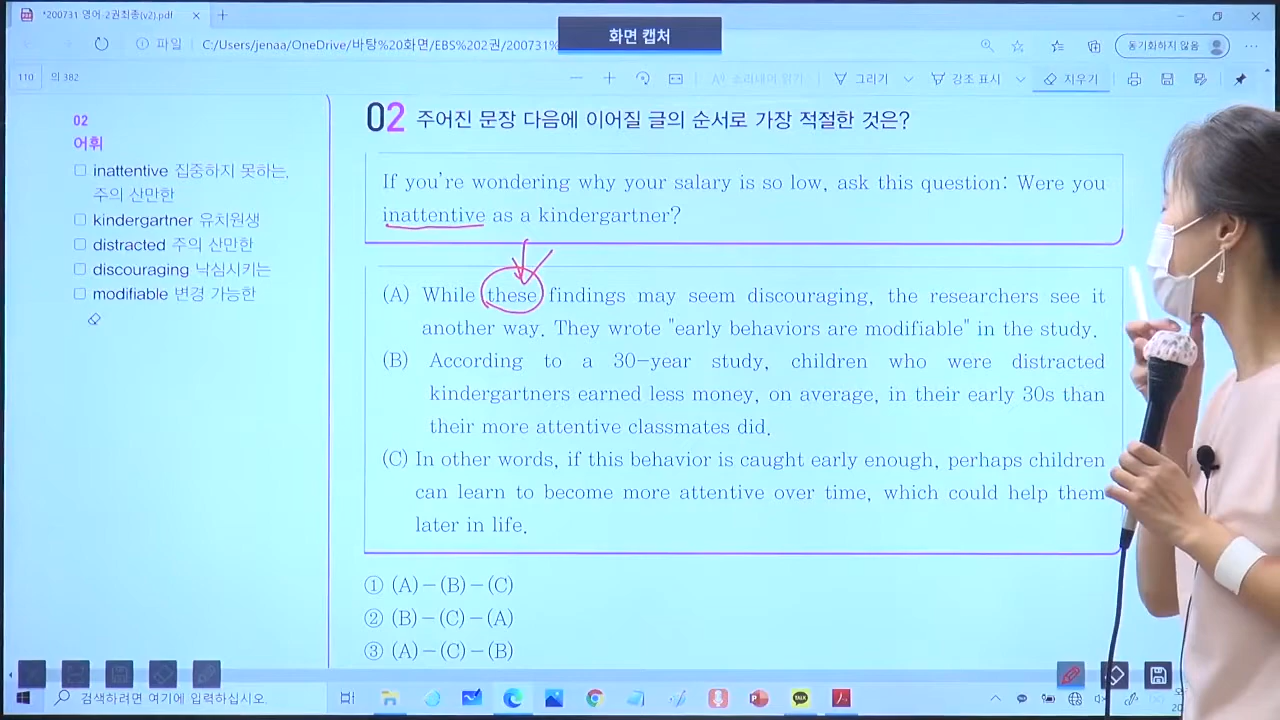 *200731 영어-2권최종(v2).pdf
파일
C:/Users/jenaa/OneDrive/바탕%20화면/EBS%202권/200731%
화면 캡처
동기화하지 않음
110 의 382
소리내어 읽기
그리기
강조 표시
지우기
02
어휘
inattentive 집중하지 못하는,
주의 산만한
kindergartner 유치원생
distracted 주의 산만한
discouraging 낙심시키는
modifiable 변경 가능한
02 주어진 문장 다음에 이어질 글의 순서로 가장 적절한 것은?
If you're wondering why your salary is so low, ask this question: Were you
inattentive as a kindergartner?
(A) While these findings may seem discouraging, the researchers see it
another way. They wrote "early behaviors are modifiable" in the study.
(B) According to a 30-year study, children who were distracted
kindergartners earned less money, on average, in their early 30s than
their more attentive classmates did.
(C) In other words, if this behavior is caught early enough, perhaps children
can learn to become more attentive over time, which could help them
later in life.
① (A)-(B)-(C)
② (B)-(C)-(A)
③ (A)-(C)-(B)
검색하려면 여기에 입력하십시오.